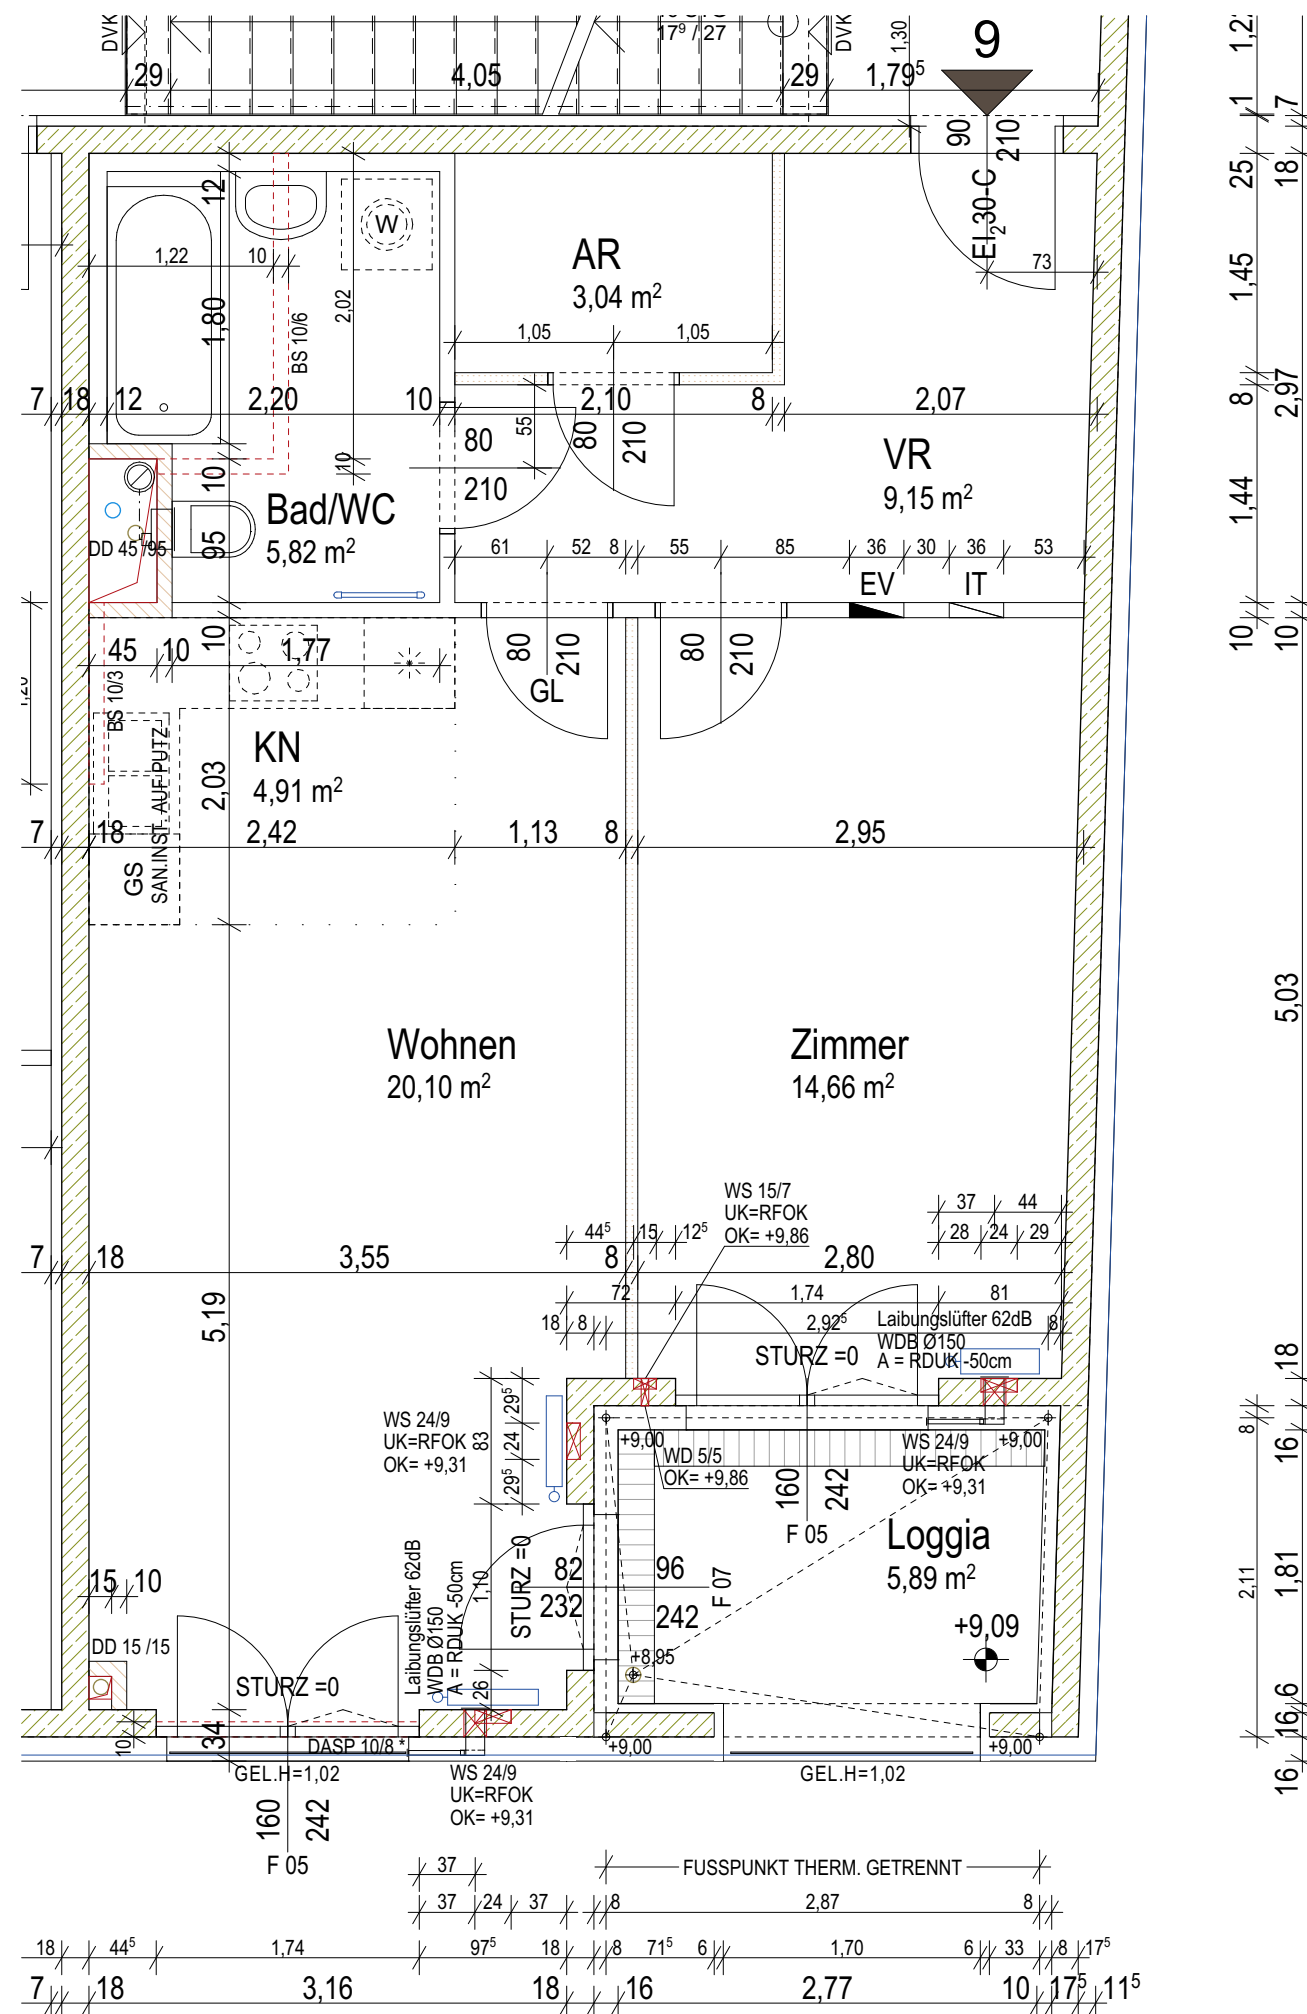 DVK
17⁹ / 27
DVK
1,30
9
29
4,05
29
1,79⁵
90
210
EI₂30-C
73
12
1,22
10
2,02
W
1,80
BS 10/6
AR
3,04 m²
1,05
1,05
7
18
12
2,20
10
2,10
8
2,07
55
80
210
80
210
VR
9,15 m²
10
10
Bad/WC
5,82 m²
95
DD 45 /95
61
52
8
55
85
36
30
36
53
EV
IT
10
45
10
1,77
80
210
GL
80
210
BS 10/3
KN
4,91 m²
2,03
SAN.INST. AUF PUTZ
GS
7
18
2,42
1,13
8
2,95
Wohnen
20,10 m²
Zimmer
14,66 m²
WS 15/7
UK=RFOK
OK= +9,86
37
44
44⁵
15
12⁵
28
24
29
7
18
3,55
8
2,80
5,19
72
1,74
81
18
8
2,92⁵
8
Laibungslüfter 62dB
WDB Ø150
A = RDUK -50cm
STURZ =0
29⁵
24
29⁵
83
WS 24/9
UK=RFOK
OK= +9,31
+9,00
WD 5/5
OK= +9,86
WS 24/9
UK=RFOK
OK= +9,31
+9,00
160
242
F 05
Loggia
5,89 m²
+9,09
STURZ =0
82
232
96
242
F 07
1,10
Laibungslüfter 62dB
WDB Ø150
A = RDUK -50cm
+8,95
15
10
DD 15 /15
STURZ =0
26
34
10
DASP 10/8 *
+9,00
+9,00
GEL.H=1,02
GEL.H=1,02
WS 24/9
UK=RFOK
OK= +9,31
160
242
F 05
37
FUSSPUNKT THERM. GETRENNT
37
24
37
8
2,87
8
18
44⁵
1,74
97⁵
18
8
71⁵
6
1,70
6
33
8
17⁵
7
18
3,16
18
16
2,77
10
17⁵
11⁵
1
7
25
18
1,45
8
2,97
1,44
10
10
5,03
18
8
16
2,11
1,81
6
16
16